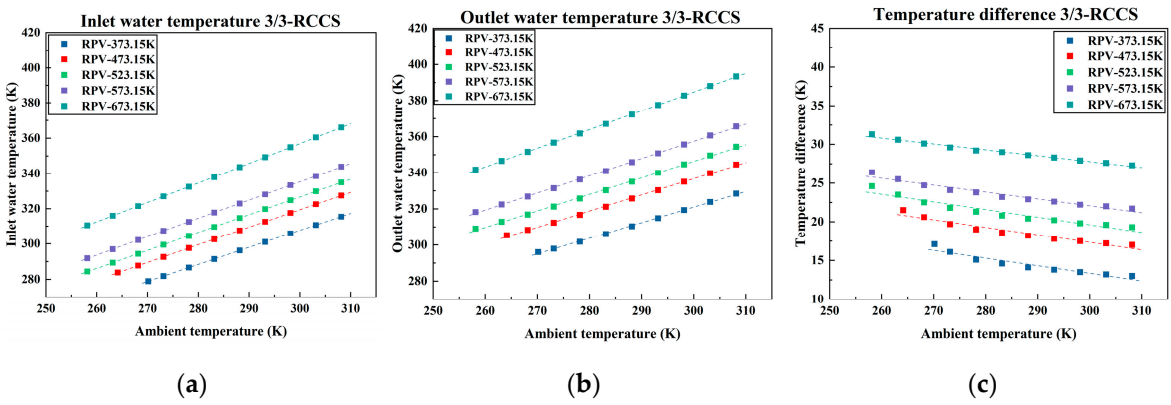 Inlet water temperature 3/3-RCCS
420
400
380
360
340
320
300
280
Inlet water temperature (K)
RPV-373.15K
RPV-473.15K
RPV-523.15K
RPV-573.15K
RPV-673.15K
250 260 270 280 290 300 310
Ambient temperature (K)
(a)
Outlet water temperature 3/3-RCCS
420
400
380
360
340
320
300
280
Outlet water temperature (K)
RPV-373.15K
RPV-473.15K
RPV-523.15K
RPV-573.15K
RPV-673.15K
250 260 270 280 290 300 310
Ambient temperature (K)
(b)
Temperature difference 3/3-RCCS
45
40
35
30
25
20
15
10
Temperature difference (K)
RPV-373.15K
RPV-473.15K
RPV-523.15K
RPV-573.15K
RPV-673.15K
250 260 270 280 290 300 310
Ambient temperature (K)
(c)